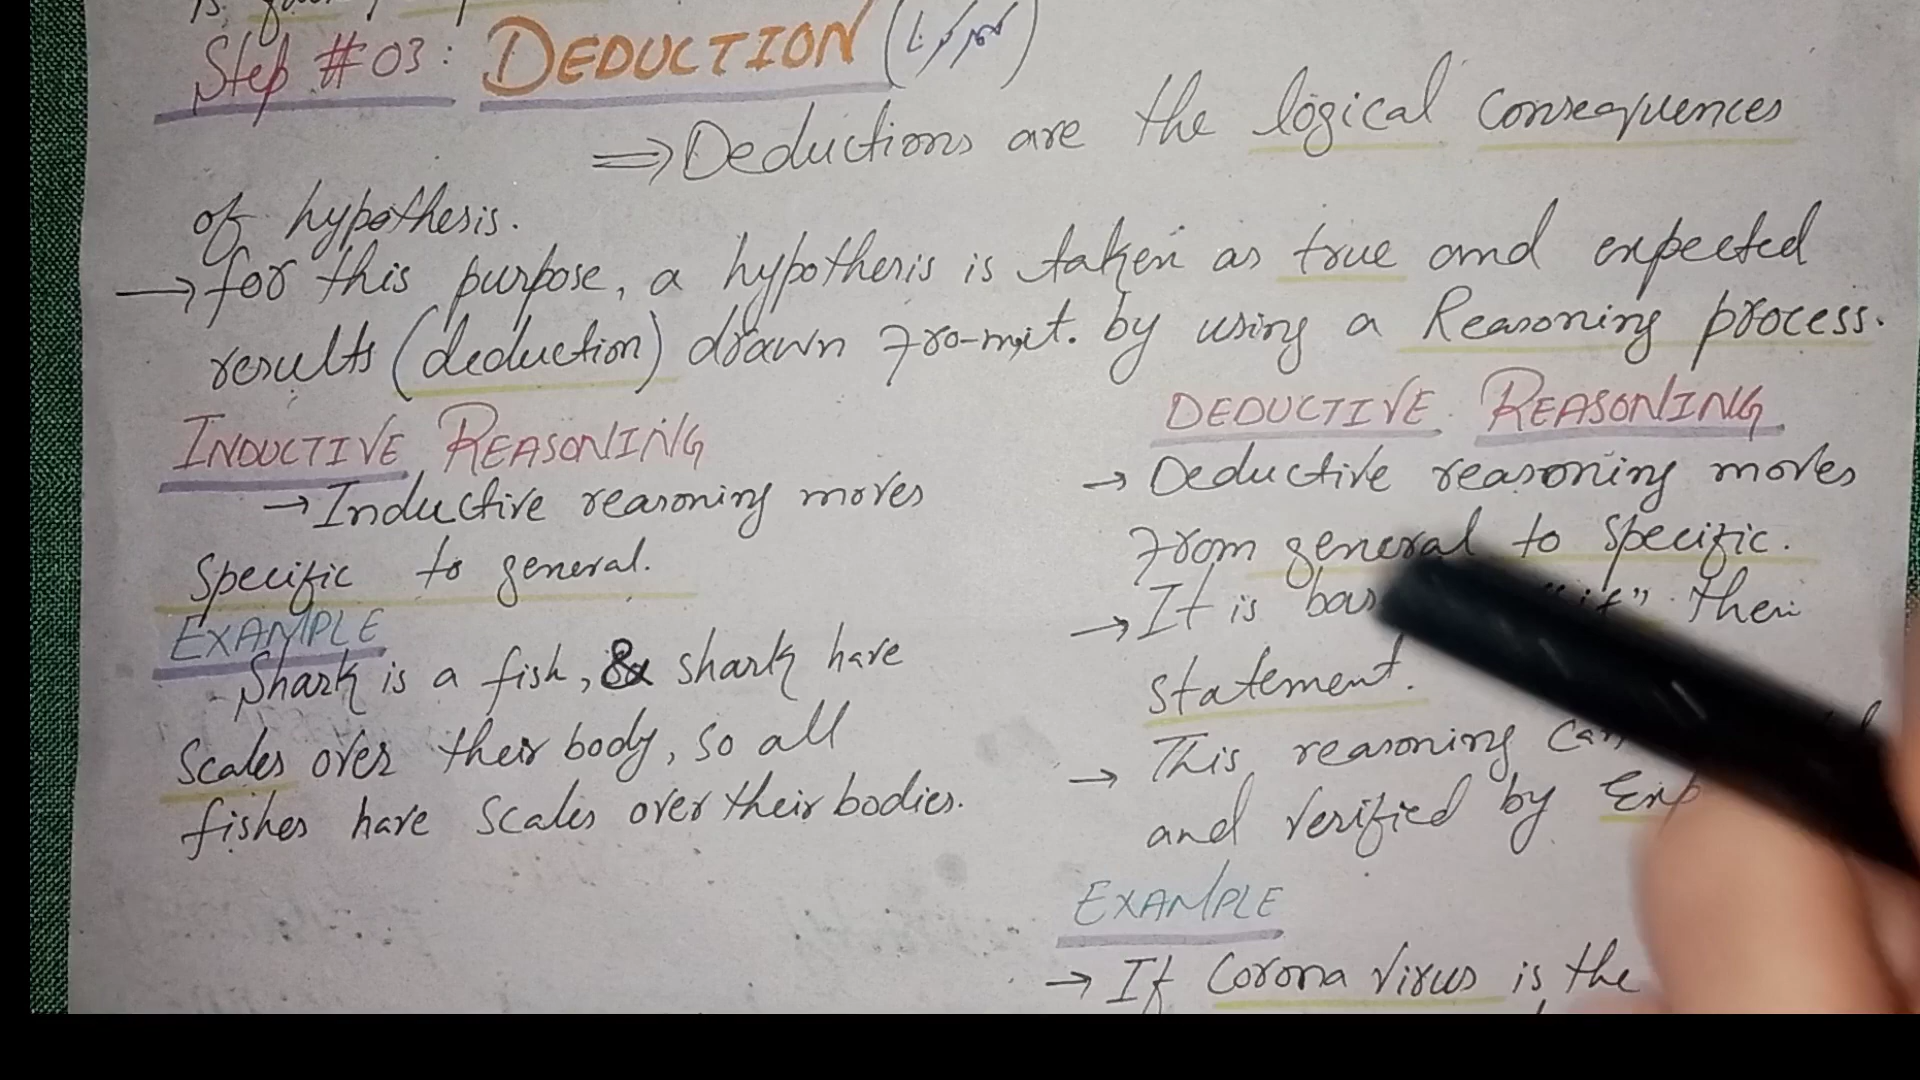 Step #03: DEDUCTION
⇒ Deductions are the logical consequences
of hypothesis.
→ for this purpose, a hypothesis is taken as true and expected
results (deduction) drawn fro-m it. by using a Reasoning process.
INDUCTIVE REASONING
→ Inductive reasoning moves
Specific to general.
EXAMPLE
Shark is a fish, & shark have
Scales over their body, so all
fishes have Scales over their bodies.
DEDUCTIVE REASONING
→ Deductive reasoning moves
From general to Specific.
→ It is "if" then
statement.
→ This reasoning
and verified by
EXAMPLE
→ If Corona virus is the